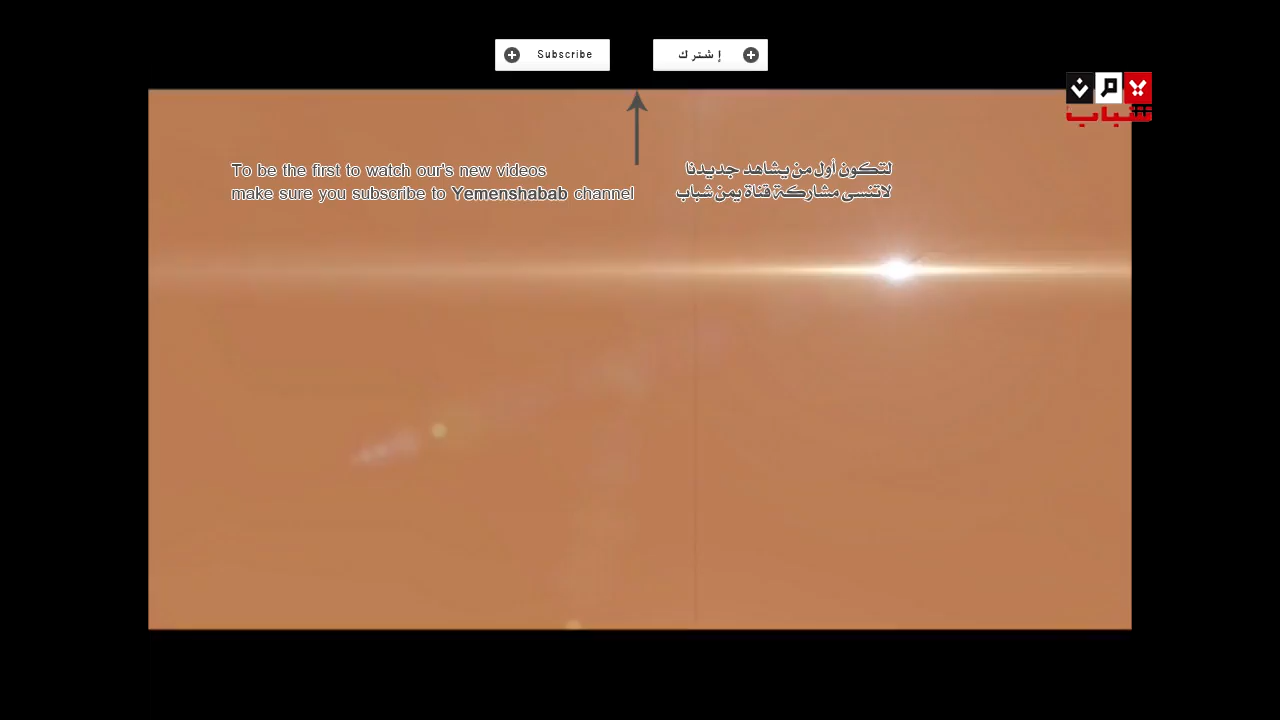 Subscribe
إشترك
يمن
شباب
To be the first to watch our's new videos
make sure you subscribe to Yemenshabab channel
لتكون أول من يشاهد جديدنا
لاتنسى مشاركة قناة يمن شباب